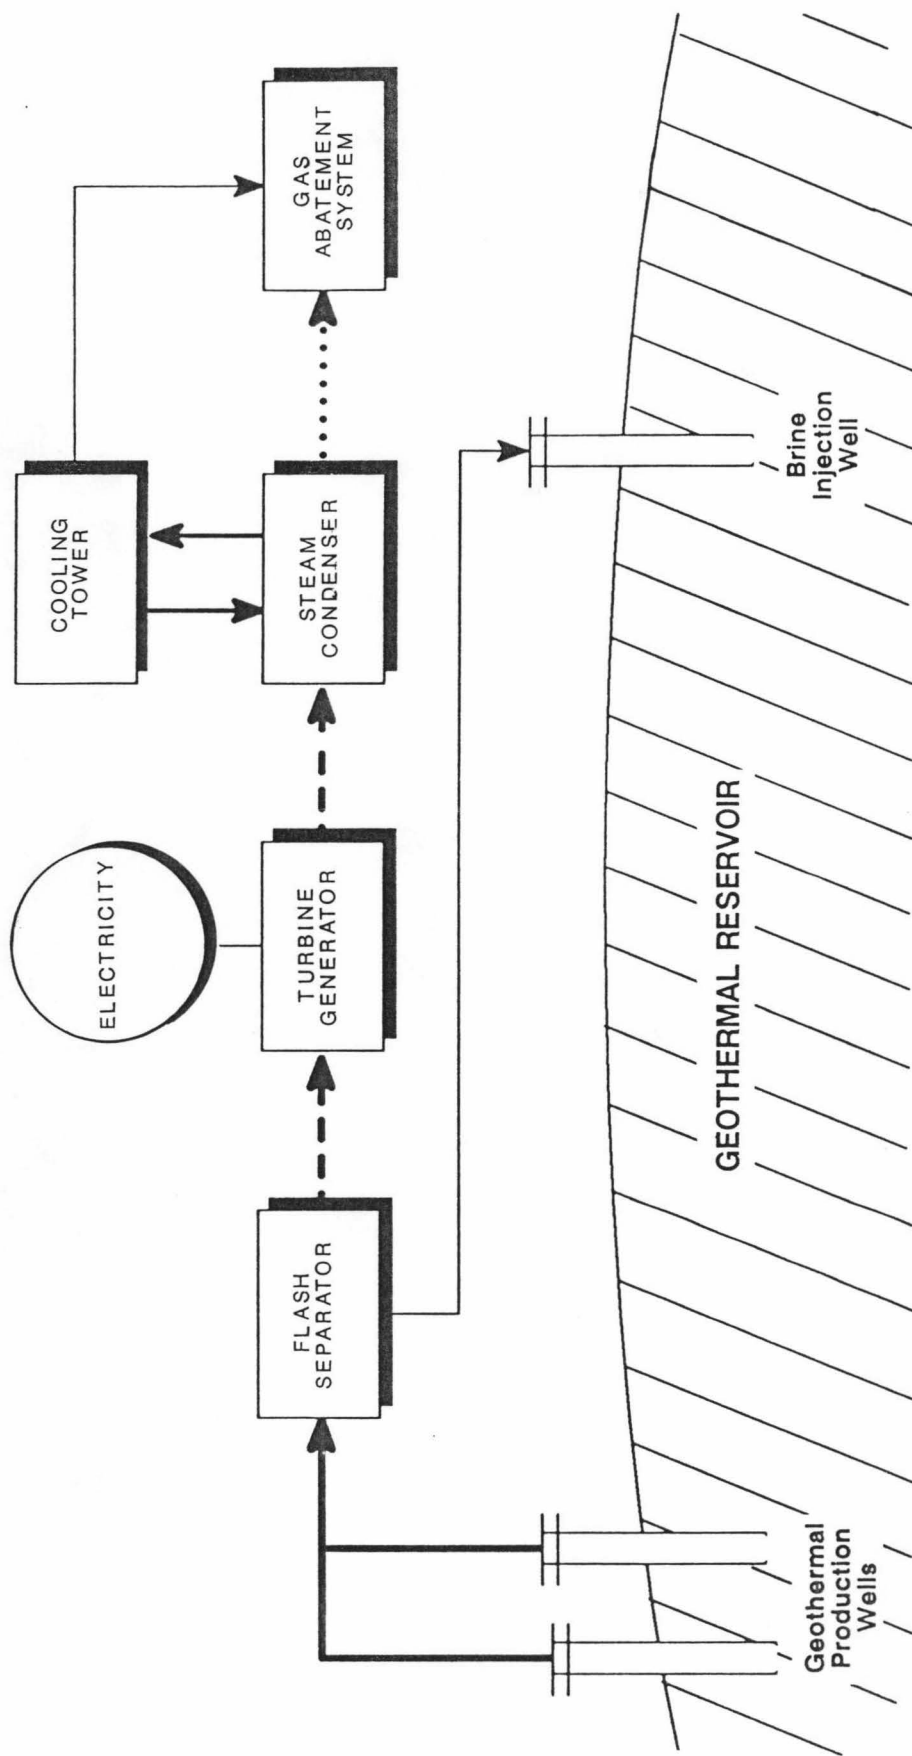 ELECTRICITY
COOLING
TOWER
FLASH
SEPARATOR
TURBINE
GENERATOR
STEAM
CONDENSER
GAS
ABATEMENT
SYSTEM
GEOTHERMAL RESERVOIR
Geothermal
Production
Wells
Brine
Injection
Well